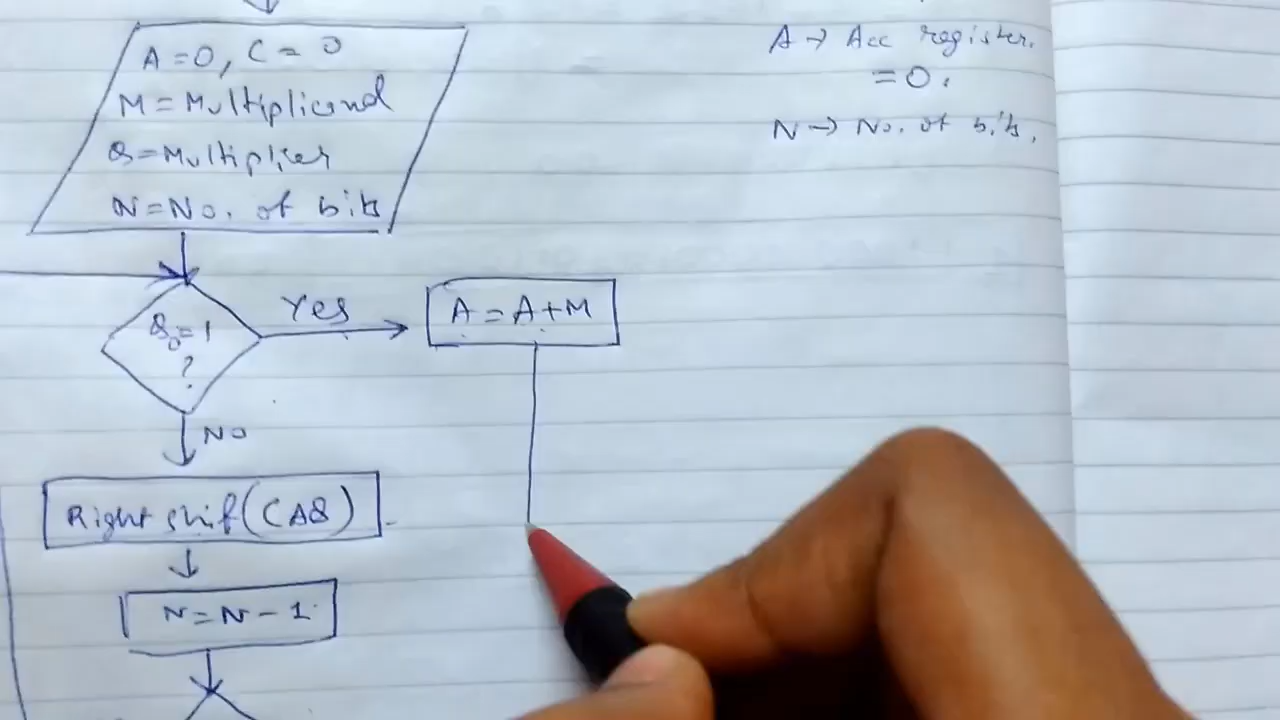 A=0, C=0
M=Multiplicand
Q=Multiplier
N=No. of bits
A→ Acc register.
=0.
N→ No. of bits.
Q₀=1
?
Yes
A=A+M
No
Right shif(CAQ)
N=N-1